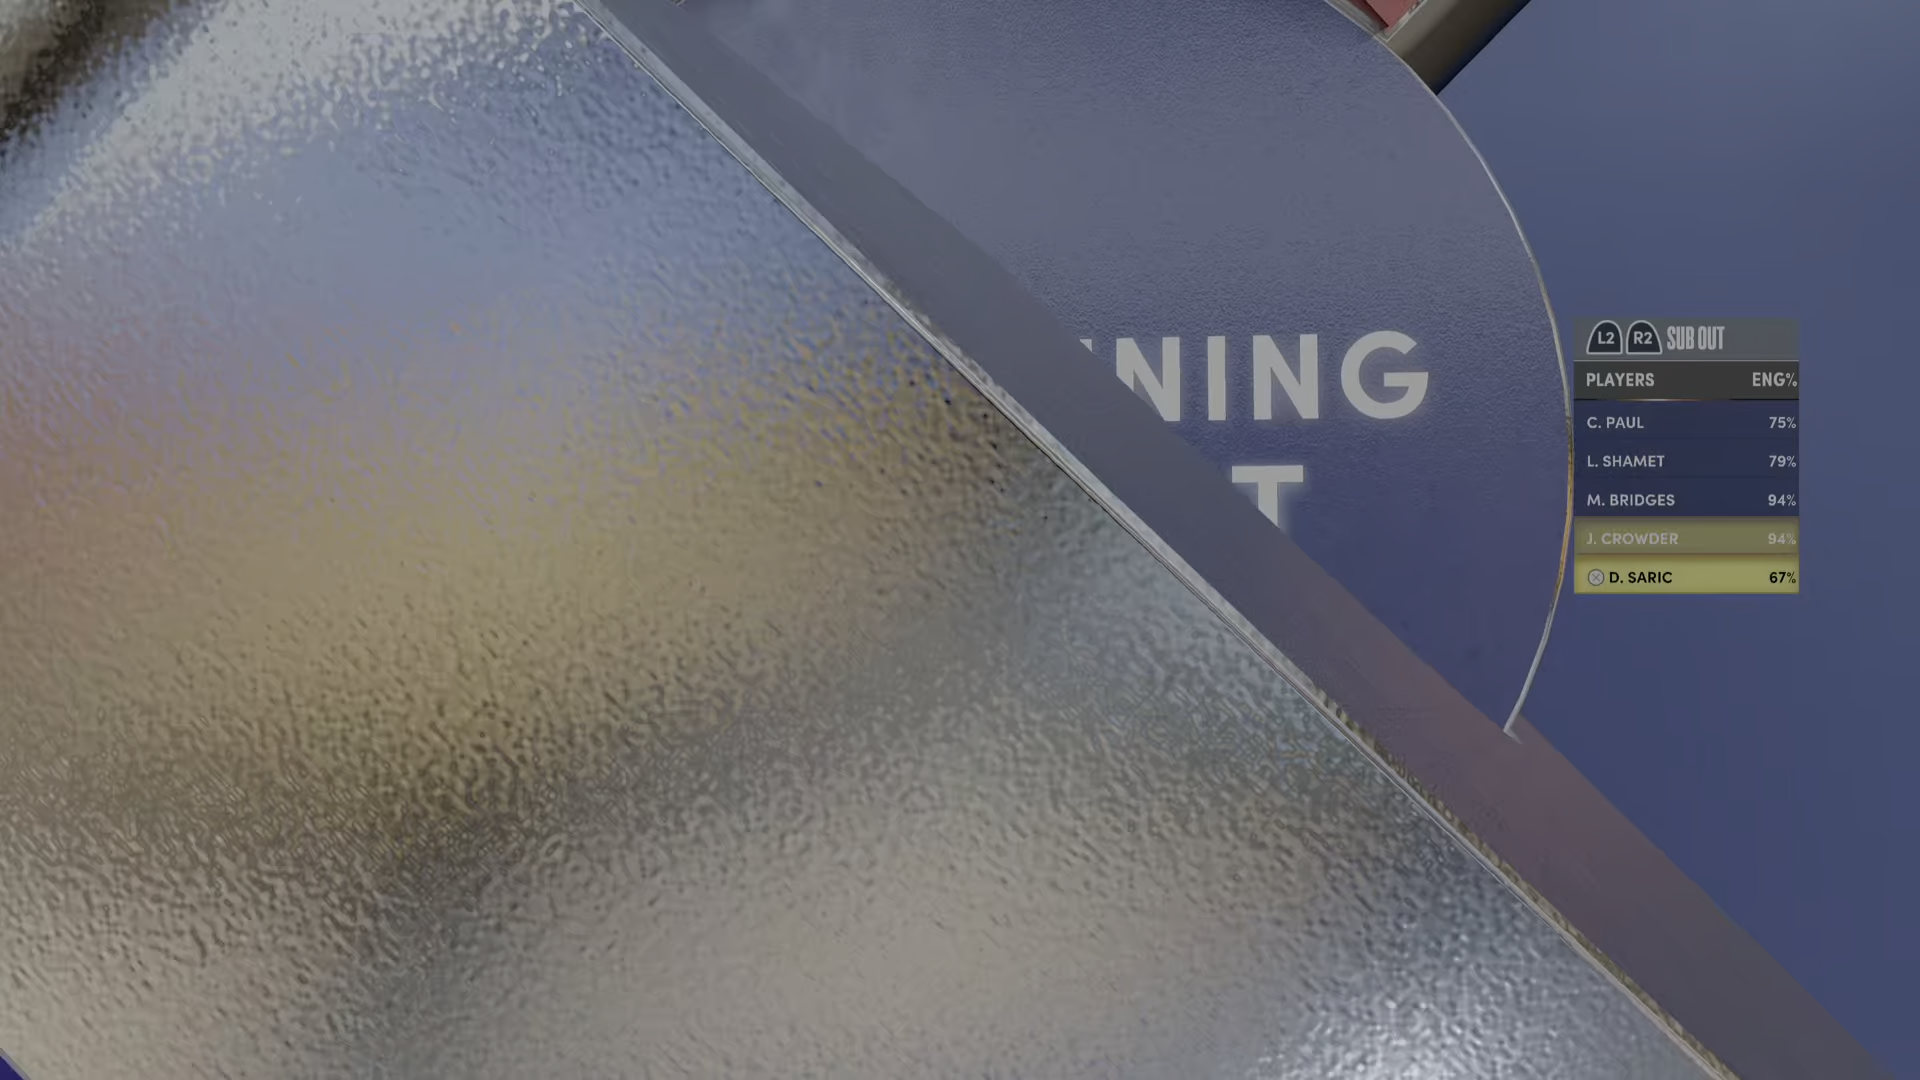 NING
T
L2 R2 SUB OUT
PLAYERS ENG%
C. PAUL 75%
L. SHAMET 79%
M. BRIDGES 94%
J. CROWDER 94%
D. SARIC 67%